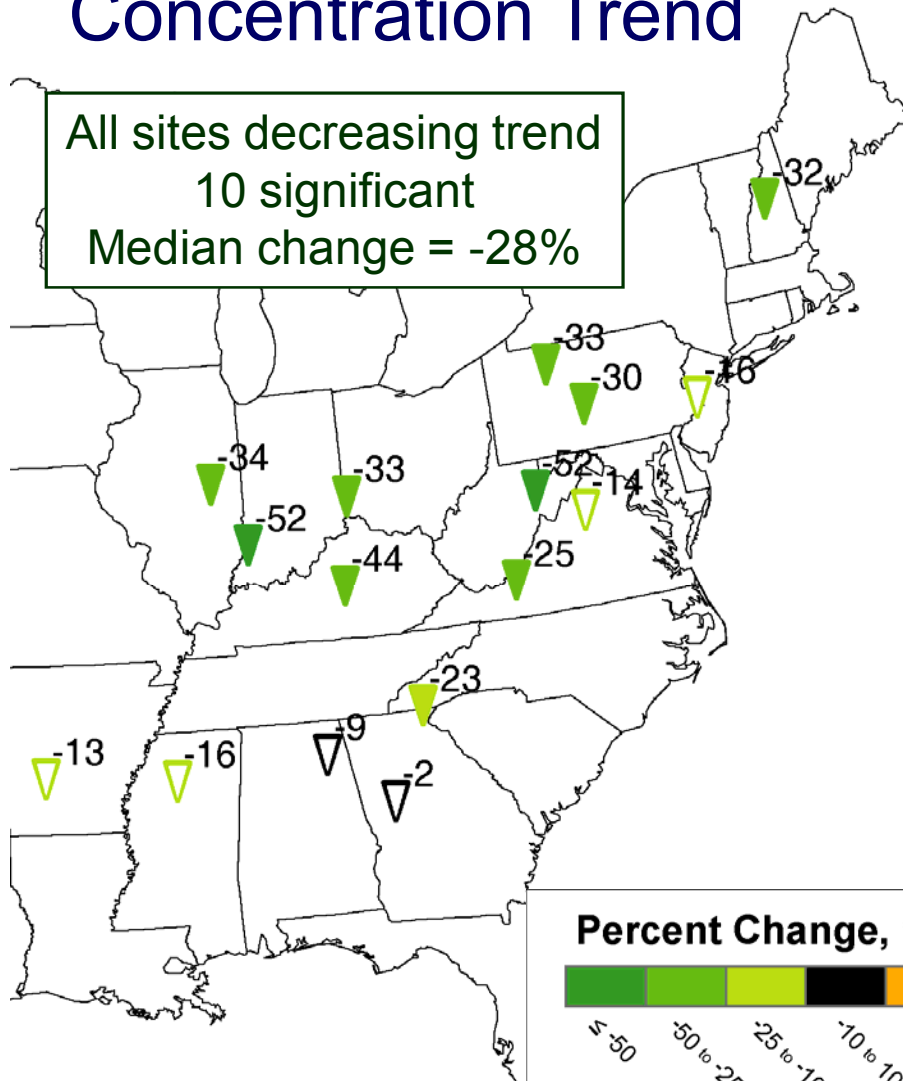 Concentration Trend
All sites decreasing trend
10 significant
Median change = -28%
-32
-33
-30
-16
-34
-33
-52
-14
-52
-44
-25
-23
-9
-13
-16
-2
Percent Change,
≤ -50
-50 to -25
-25 to -10
-10 to 10